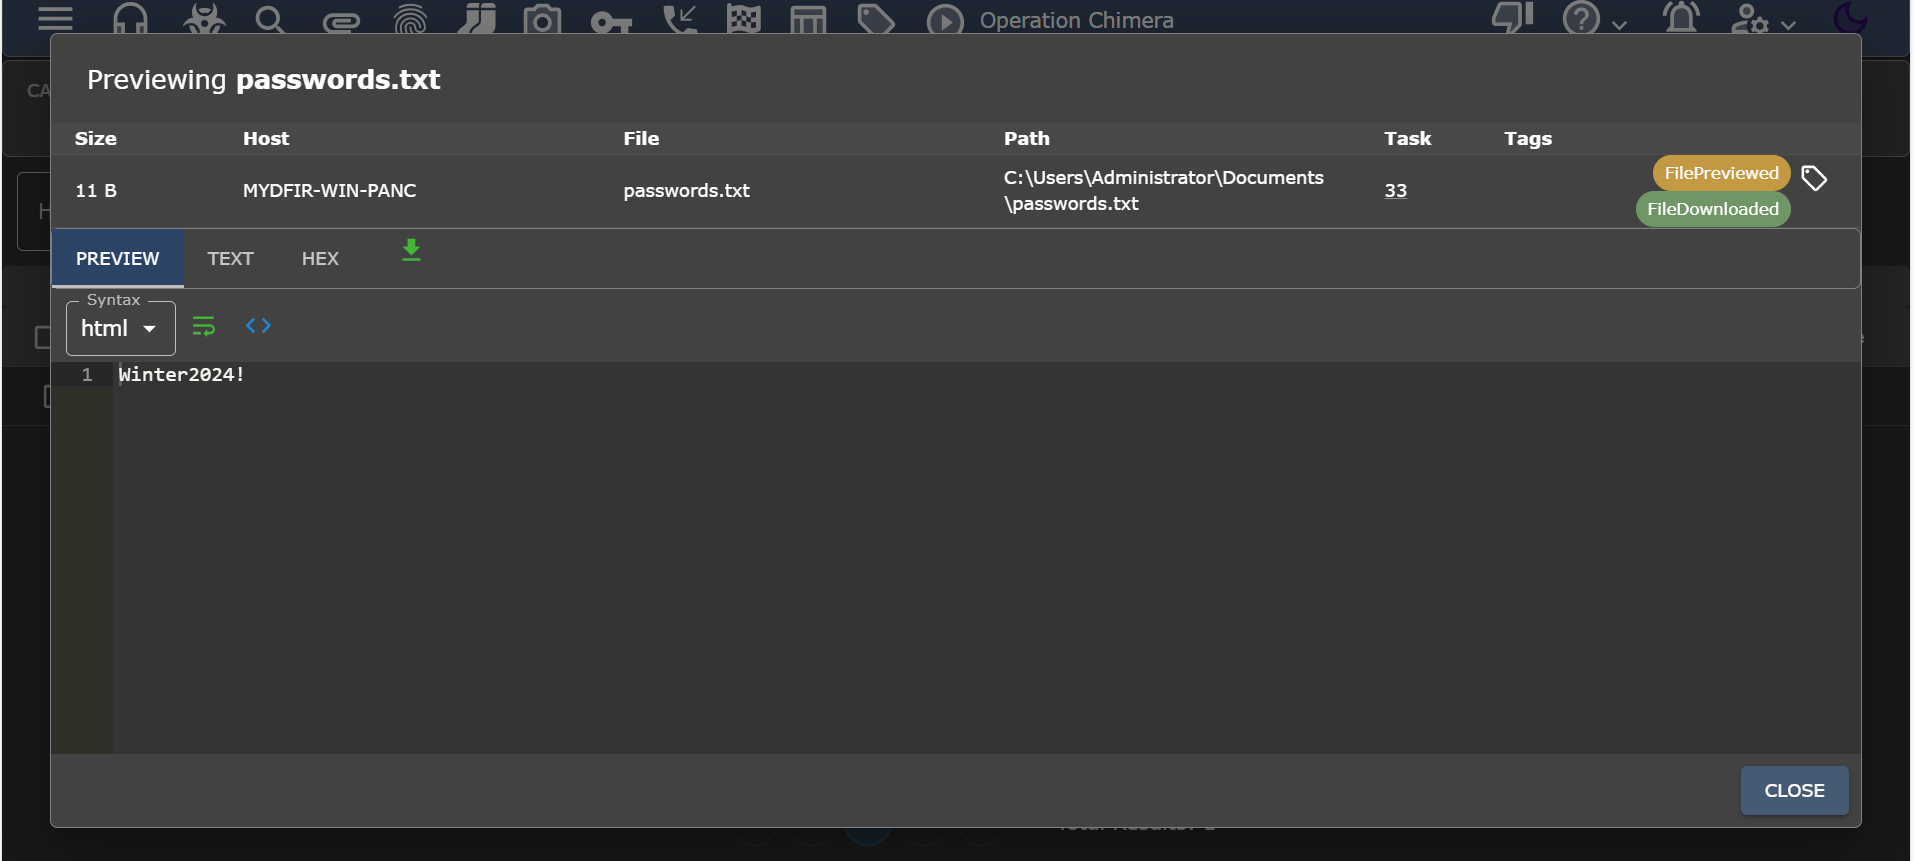 Operation Chimera
CA
Previewing passwords.txt
Size Host File Path Task Tags
11 B MYDFIR-WIN-PANC passwords.txt C:\Users\Administrator\Documents
\passwords.txt 33 FilePreviewed
FileDownloaded
H
PREVIEW TEXT HEX
Syntax
html
1 Winter2024!
CLOSE